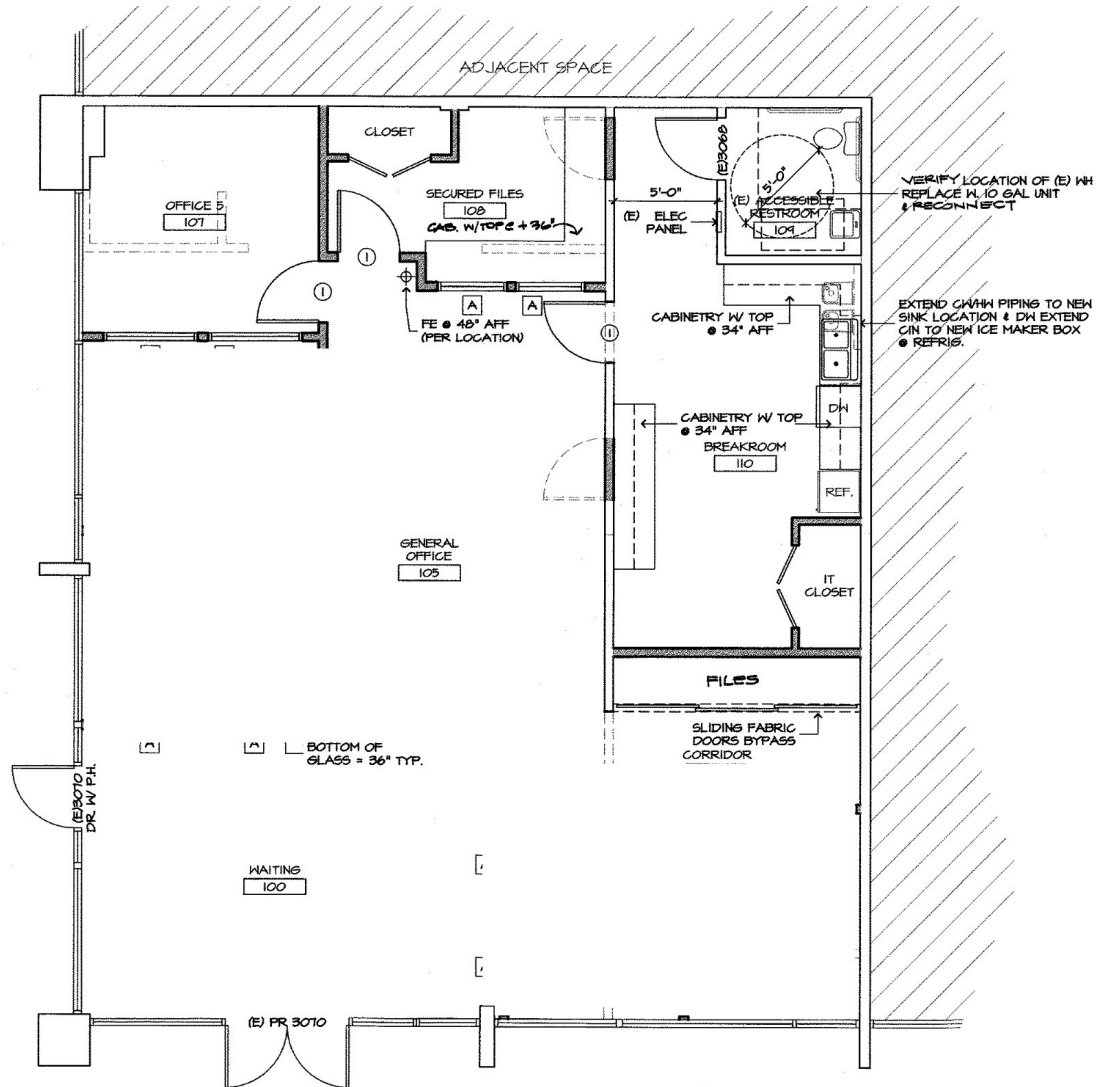 ADJACENT SPACE
CLOSET
OFFICE 5
107
SECURED FILES
108
CAB. W/TOP @ +36"
(E)3068
5'-0"
5'-0"
(E) ELEC
PANEL
(E) ACCESSIBLE
RESTROOM
109
VERIFY LOCATION OF (E) WH
REPLACE W. 10 GAL UNIT
& RECONNECT
1
1
1
A
A
FE @ 48" AFF
(PER LOCATION)
CABINETRY W/ TOP
@ 34" AFF
EXTEND CW/HW PIPING TO NEW
SINK LOCATION & DW EXTEND
CW TO NEW ICE MAKER BOX
@ REFRIG.
DW
CABINETRY W/ TOP
@ 34" AFF
BREAKROOM
110
REF.
GENERAL
OFFICE
105
IT
CLOSET
FILES
SLIDING FABRIC
DOORS BYPASS
CORRIDOR
A
A
BOTTOM OF
GLASS = 36" TYP.
(E)3070
DR. W/ P.H.
WAITING
100
(E) PR 3070